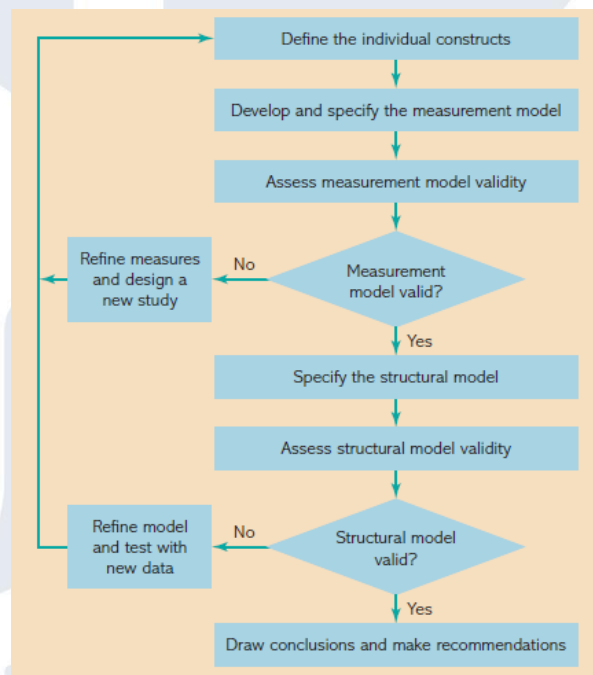 Define the individual constructs
Develop and specify the measurement model
Assess measurement model validity
Measurement
model valid?
No
Refine measures
and design a
new study
Yes
Specify the structural model
Assess structural model validity
Structural model
valid?
No
Refine model
and test with
new data
Yes
Draw conclusions and make recommendations